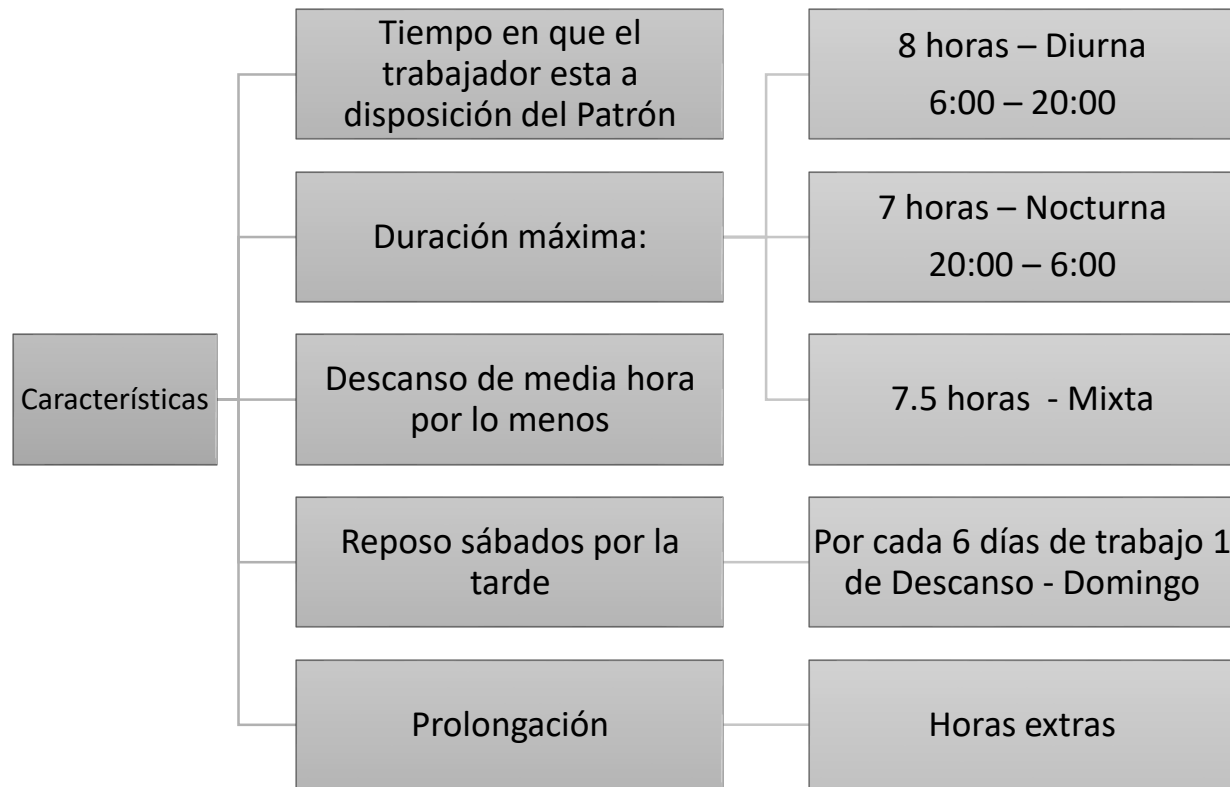 Características
Tiempo en que el
trabajador esta a
disposición del Patrón
Duración máxima:
8 horas – Diurna
6:00 – 20:00
7 horas – Nocturna
20:00 – 6:00
7.5 horas - Mixta
Descanso de media hora
por lo menos
Reposo sábados por la
tarde
Por cada 6 días de trabajo 1
de Descanso - Domingo
Prolongación
Horas extras